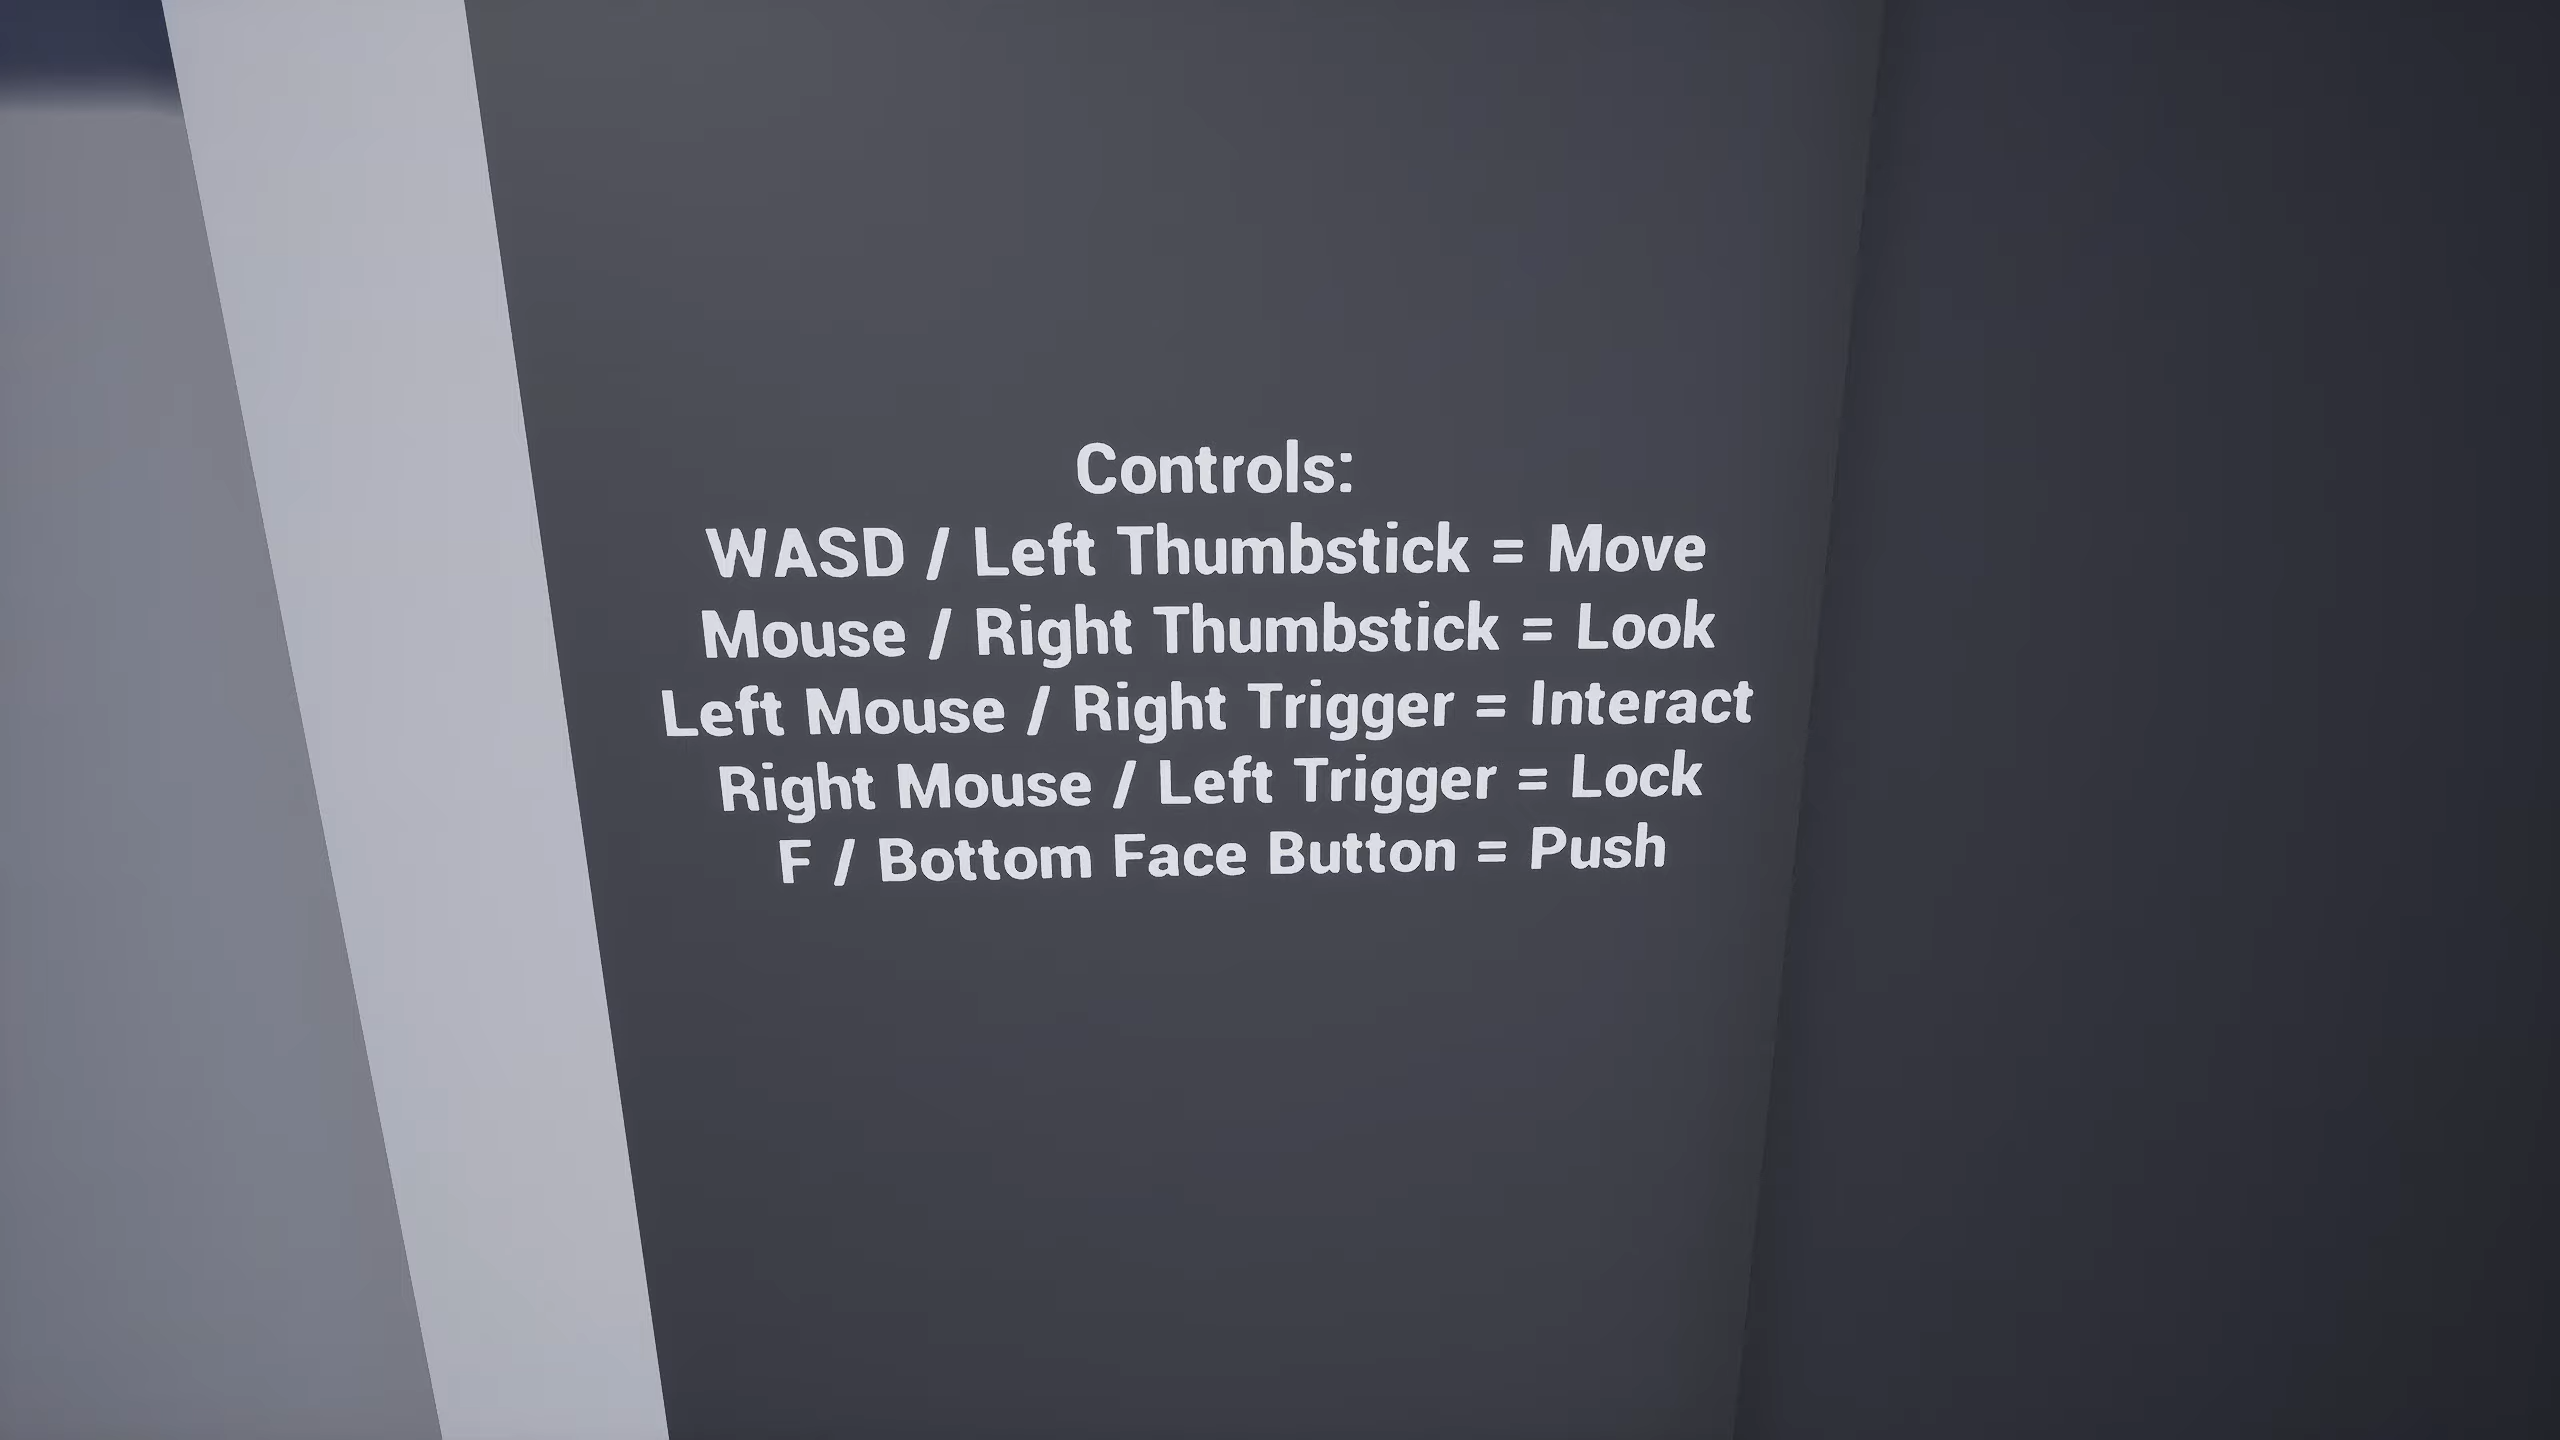 Controls:
WASD / Left Thumbstick = Move
Mouse / Right Thumbstick = Look
Left Mouse / Right Trigger = Interact
Right Mouse / Left Trigger = Lock
F / Bottom Face Button = Push